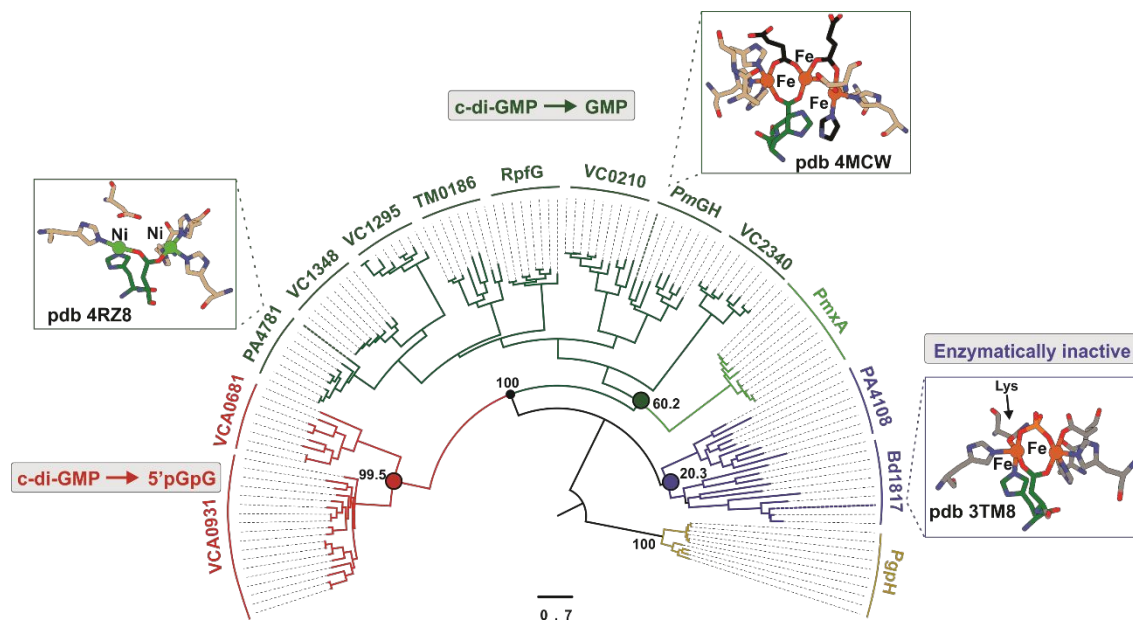 c-di-GMP → GMP
Fe
Fe
Fe
pdb 4MCW
Ni
Ni
pdb 4RZ8
VCA0931
VCA0681
PA4781
VC1348
VC1295
TM0186
RpfG
VC0210
PmGH
VC2340
PmxA
PA4108
Bd1817
PgpH
Enzymatically inactive
Lys
Fe
Fe
pdb 3TM8
c-di-GMP → 5'pGpG
100
60.2
99.5
20.3
100
0.7